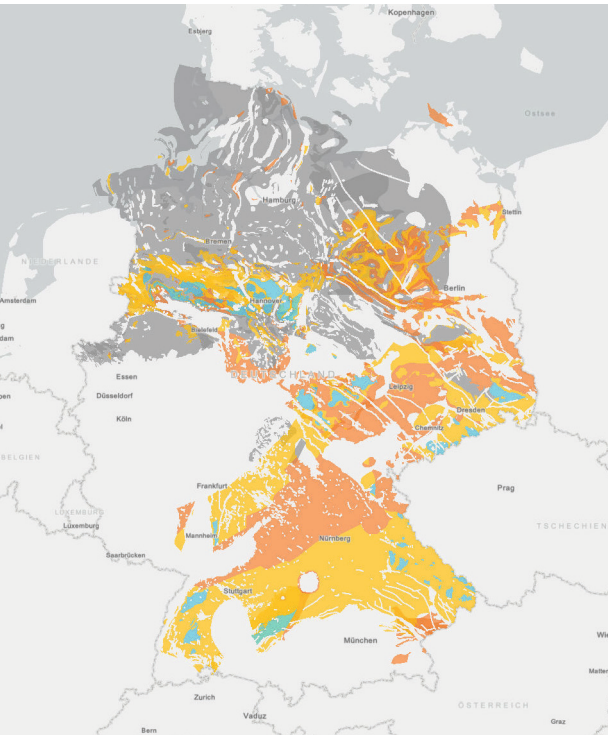 Kopenhagen
Esbjerg
Ostsee
Hamburg
Stettin
Bremen
NIEDERLANDE
Berlin
Amsterdam
Hannover
Bielefeld
DEUTSCHLAND
Essen
Leipzig
Düsseldorf
Dresden
Köln
Chemnitz
BELGIEN
Frankfurt
Prag
LUXEMBURG
Luxemburg
TSCHECHIEN
Mannheim
Nürnberg
Saarbrücken
Stuttgart
München
Zürich
ÖSTERREICH
Vaduz
Graz
Bern